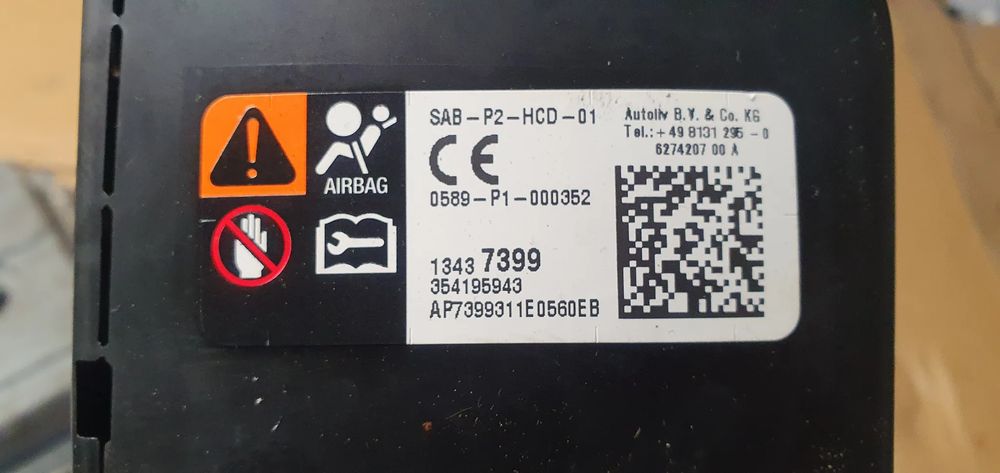 AIRBAG
SAB-P2-HCD-01
CE
0589-P1-000352
1343 7399
354195943
AP7399311E0560EB
Autoliv B.V. & Co. KG
Tel.:+49 8131 295-0
6274207 00 A